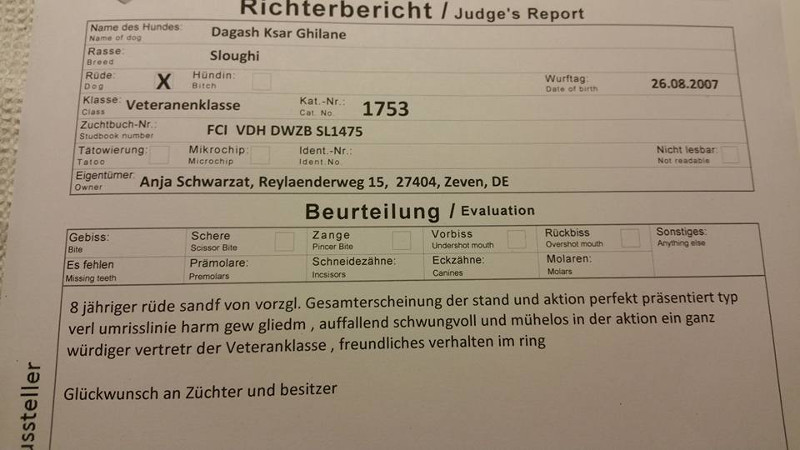 Richterbericht / Judge's Report
Name des Hundes: Dagash Ksar Ghilane
Name of dog
Rasse: Sloughi
Breed
Rüde: X Hündin: Wurftag: 26.08.2007
Dog Bitch Date of birth
Klasse: Veteranenklasse Kat.-Nr.: 1753
Class Cat. No.
Zuchtbuch-Nr.: FCI VDH DWZB SL1475
Studbook number
Tätowierung: Mikrochip: Ident.-Nr.: Nicht lesbar:
Tatoo Microchip Ident.No. Not readable
Eigentümer: Anja Schwarzat, Reylaenderweg 15, 27404, Zeven, DE
Owner
Beurteilung / Evaluation
Gebiss: Schere Zange Vorbiss Rückbiss Sonstiges:
Bite Scissor Bite Pincer Bite Undershot mouth Overshot mouth Anything else
Es fehlen Prämolare: Schneidezähne: Eckzähne: Molaren:
Missing teeth Premolars Incsisors Canines Molars
8 jähriger rüde sandf von vorzgl. Gesamterscheinung der stand und aktion perfekt präsentiert typ
verl umrisslinie harm gew gliedm , auffallend schwungvoll und mühelos in der aktion ein ganz
würdiger vertretr der Veteranklasse , freundliches verhalten im ring
Glückwunsch an Züchter und besitzer
ussteller